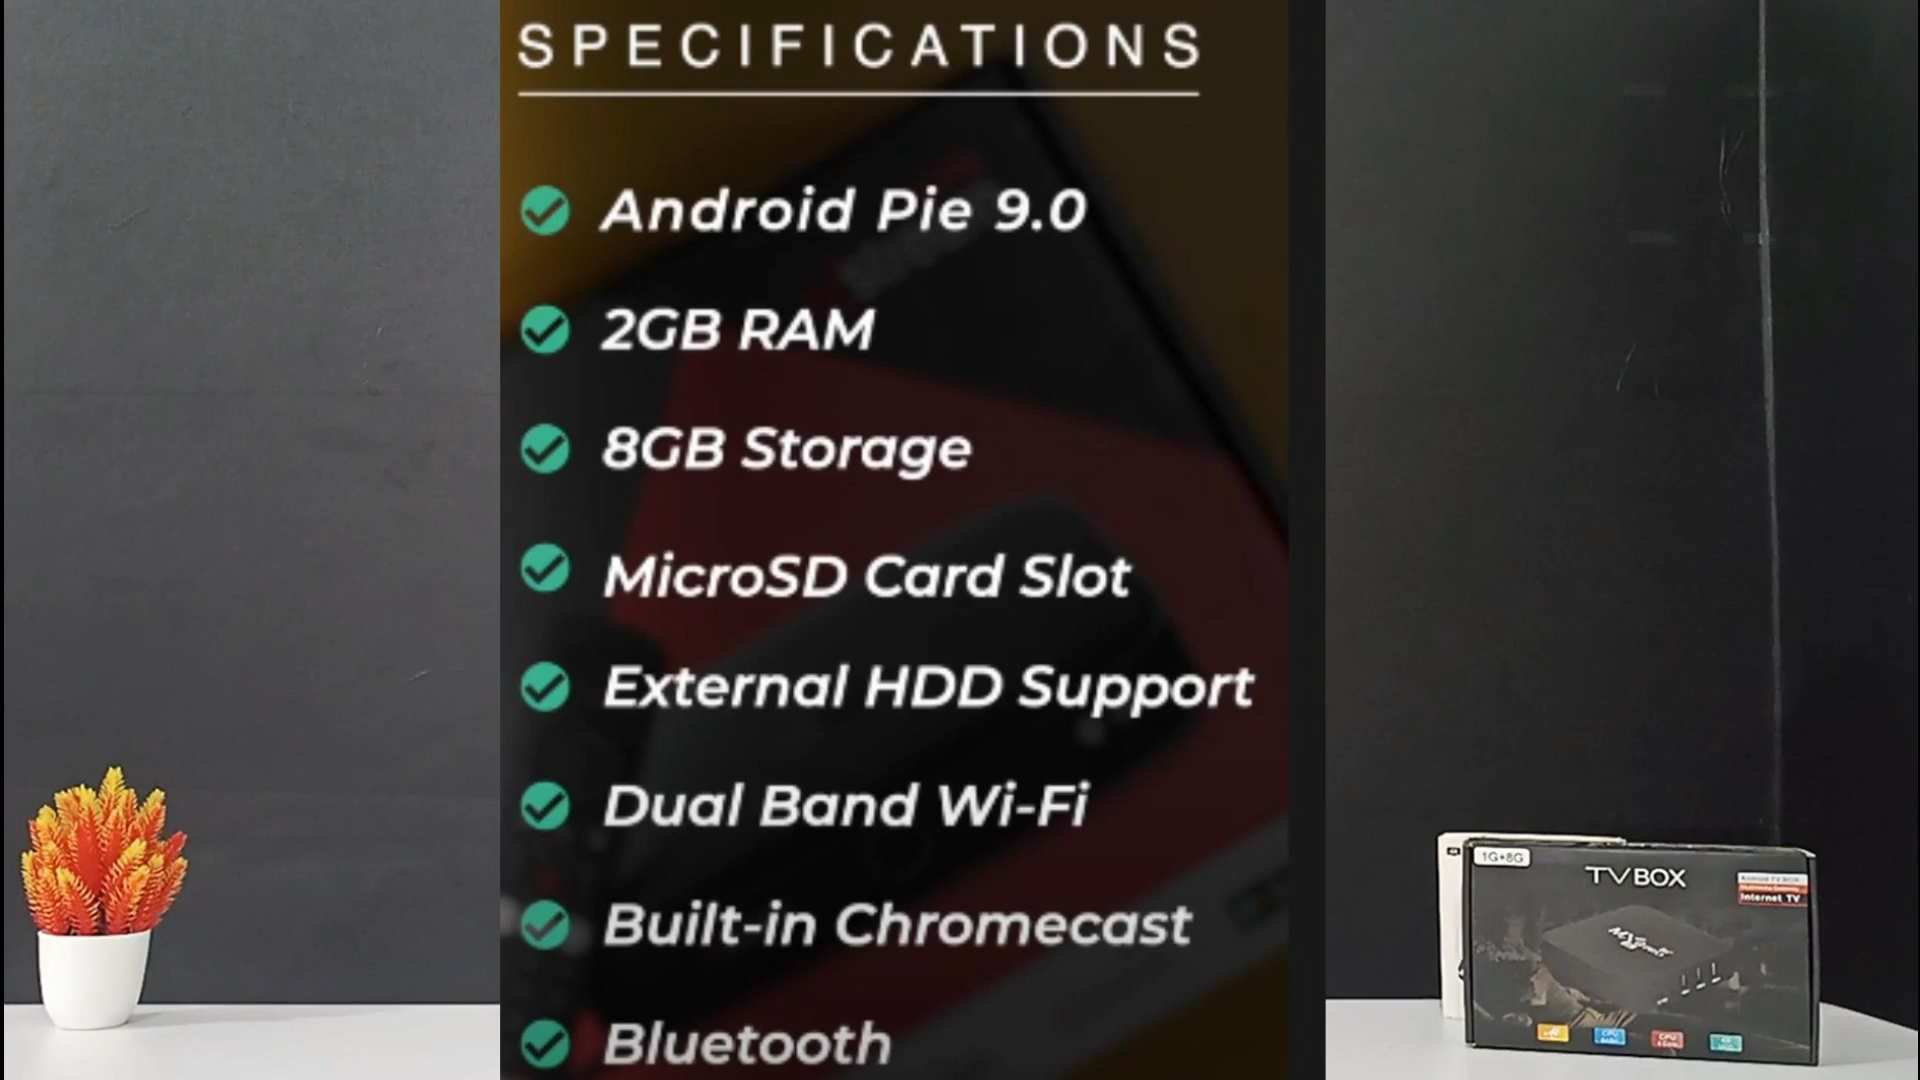 SPECIFICATIONS
Android Pie 9.0
2GB RAM
8GB Storage
MicroSD Card Slot
External HDD Support
Dual Band Wi-Fi
Built-in Chromecast
Bluetooth
1G+8G
TV BOX
Internet TV